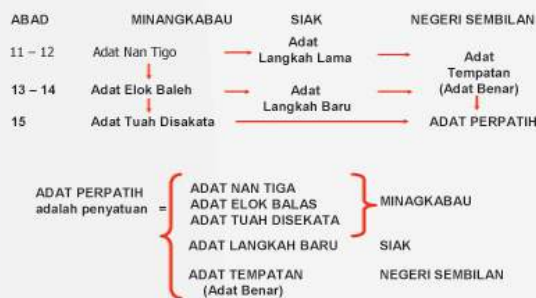 ABAD MINANGKABAU SIAK NEGERI SEMBILAN
11 – 12 Adat Nan Tigo Adat Langkah Lama Adat Tempatan (Adat Benar)
13 – 14 Adat Elok Baleh Adat Langkah Baru
15 Adat Tuah Disakata ADAT PERPATIH
ADAT PERPATIH adalah penyatuan =
ADAT NAN TIGA
ADAT ELOK BALAS
ADAT TUAH DISEKATA
MINAGKABAU
ADAT LANGKAH BARU SIAK
ADAT TEMPATAN NEGERI SEMBILAN
(Adat Benar)